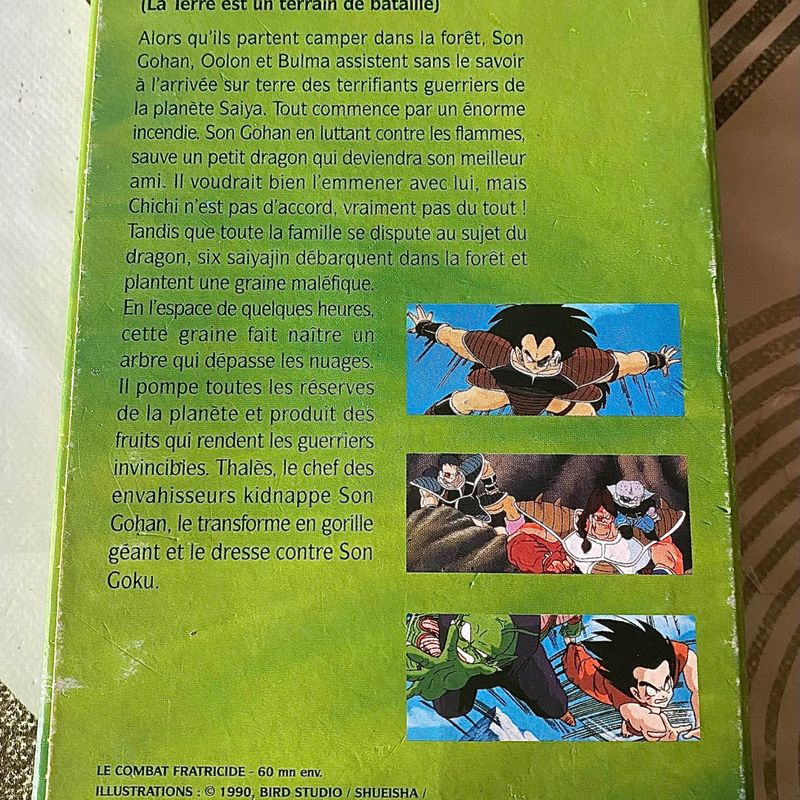 (La Terre est un terrain de bataille)
Alors qu'ils partent camper dans la forêt, Son
Gohan, Oolon et Bulma assistent sans le savoir
à l'arrivée sur terre des terrifiants guerriers de
la planète Saiya. Tout commence par un énorme
incendie. Son Gohan en luttant contre les flammes,
sauve un petit dragon qui deviendra son meilleur
ami. Il voudrait bien l'emmener avec lui, mais
Chichi n'est pas d'accord, vraiment pas du tout !
Tandis que toute la famille se dispute au sujet du
dragon, six saiyajin débarquent dans la forêt et
plantent une graine maléfique.
En l'espace de quelques heures,
cette graine fait naître un
arbre qui dépasse les nuages.
Il pompe toutes les réserves
de la planète et produit des
fruits qui rendent les guerriers
invincibles. Thalès, le chef des
envahisseurs kidnappe Son
Gohan, le transforme en gorille
géant et le dresse contre Son
Goku.
LE COMBAT FRATRICIDE - 60 mn env.
ILLUSTRATIONS : © 1990, BIRD STUDIO / SHUEISHA /